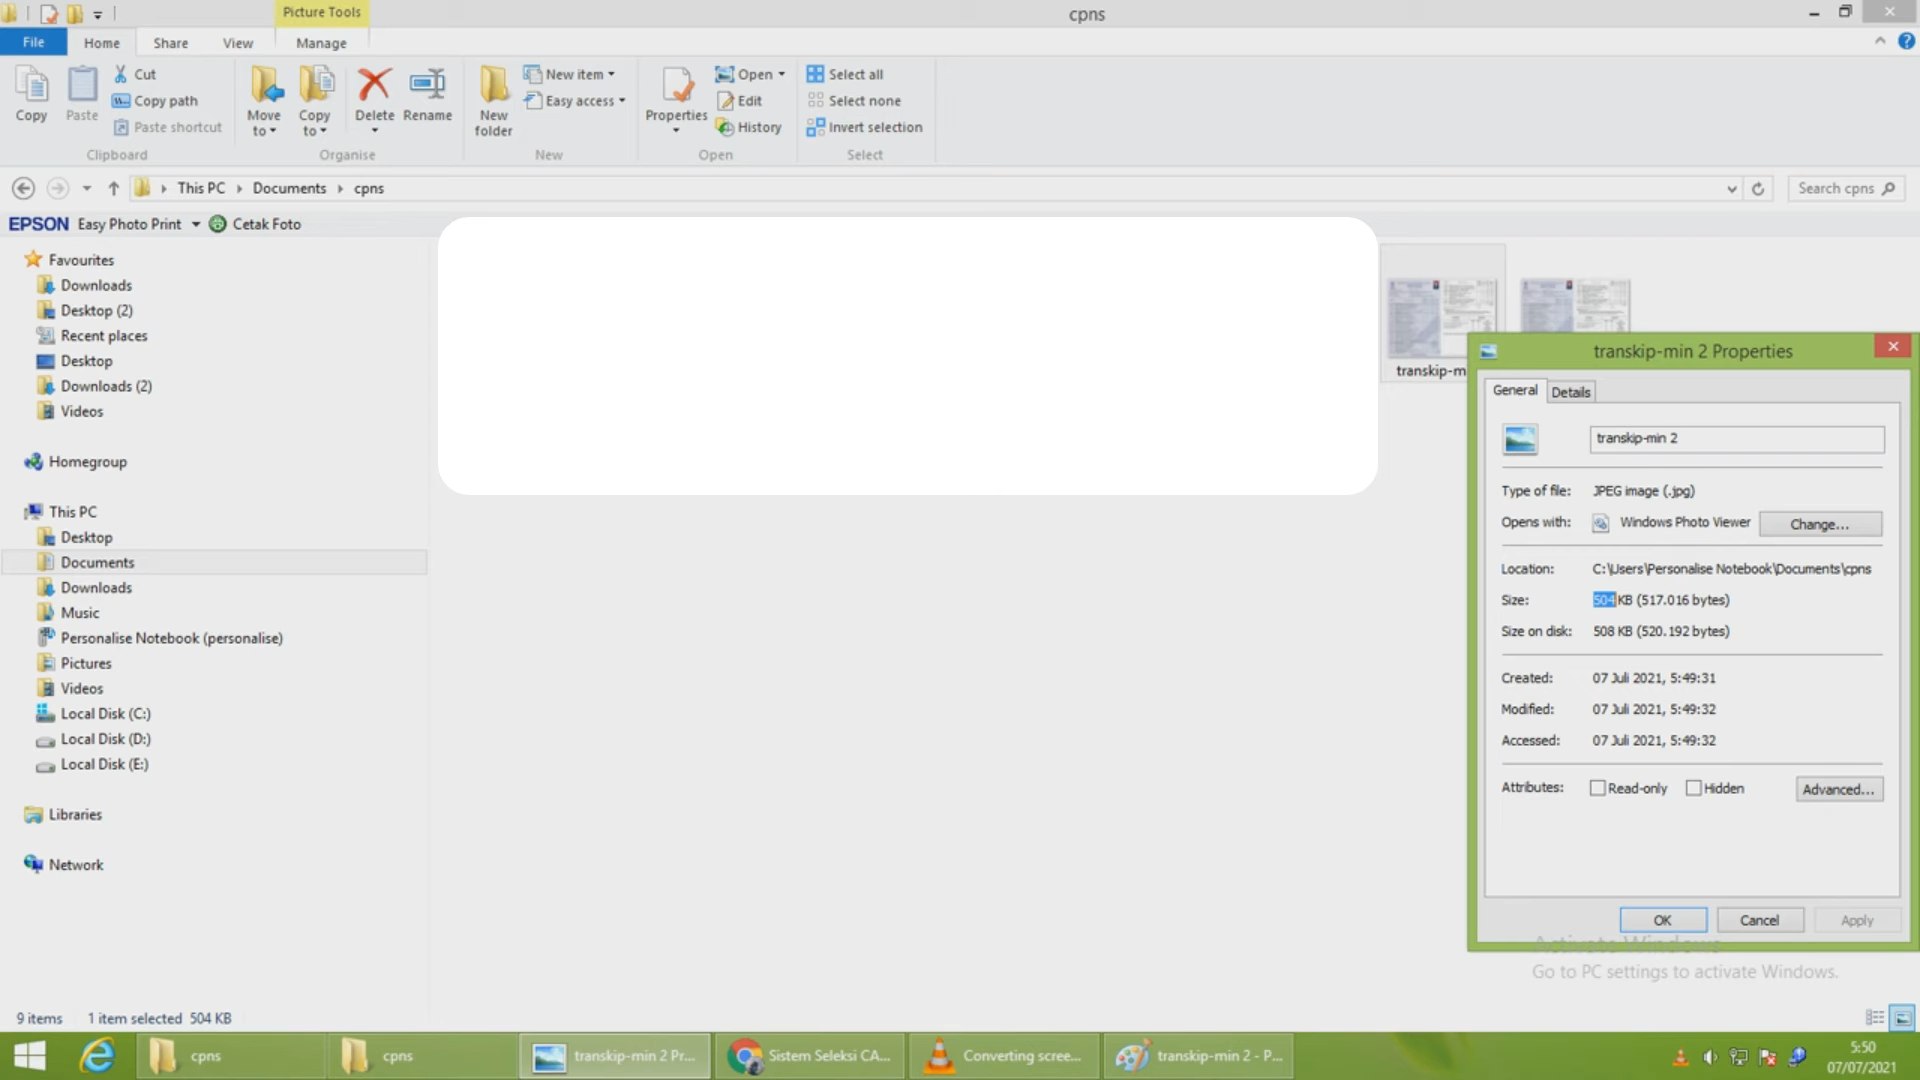 Picture Tools
cpns
File
Home
Share
View
Manage
Copy
Paste
Cut
Copy path
Paste shortcut
Clipboard
Move to
Copy to
Delete
Rename
Organise
New folder
New item
Easy access
New
Properties
Open
Edit
History
Open
Select all
Select none
Invert selection
Select
This PC
Documents
cpns
Search cpns
EPSON Easy Photo Print
Cetak Foto
Favourites
Downloads
Desktop (2)
Recent places
Desktop
Downloads (2)
Videos
Homegroup
This PC
Desktop
Documents
Downloads
Music
Personalise Notebook (personalise)
Pictures
Videos
Local Disk (C:)
Local Disk (D:)
Local Disk (E:)
Libraries
Network
transkip-m
transkip-min 2 Properties
General
Details
transkip-min 2
Type of file: JPEG image (.jpg)
Opens with: Windows Photo Viewer
Change...
Location: C:\Users\Personalise Notebook\Documents\cpns
Size: 504 KB (517.016 bytes)
Size on disk: 508 KB (520.192 bytes)
Created: 07 Juli 2021, 5:49:31
Modified: 07 Juli 2021, 5:49:32
Accessed: 07 Juli 2021, 5:49:32
Attributes:
Read-only
Hidden
Advanced...
OK
Cancel
Apply
Activate Windows
Go to PC settings to activate Windows.
9 items
1 item selected 504 KB
cpns
cpns
transkip-min 2 Pr...
Sistem Seleksi CA...
Converting scree...
transkip-min 2 - P...
5:50
07/07/2021